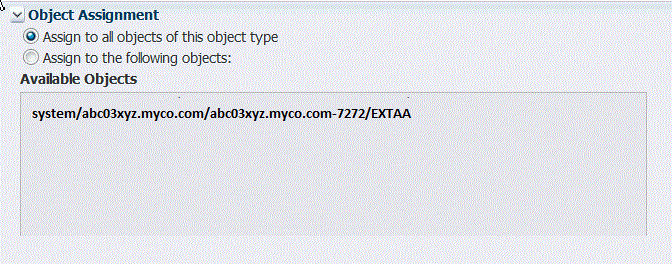 Object Assignment
Assign to all objects of this object type
Assign to the following objects:
Available Objects
system/abc03xyz.myco.com/abc03xyz.myco.com-7272/EXTAA